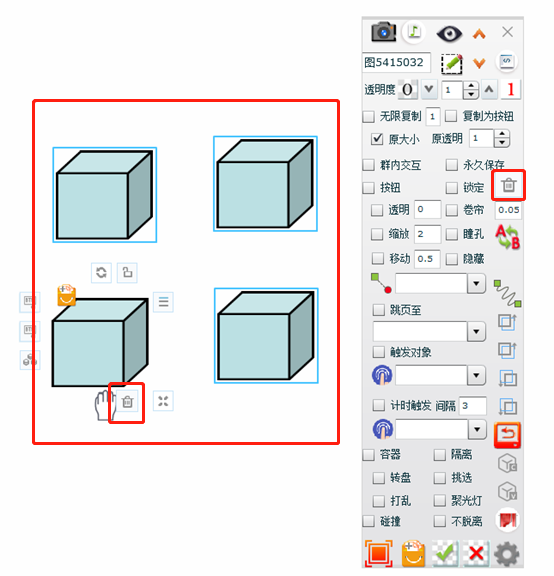 图5415032
透明度 0 1 1
无限复制 1 复制为按钮
原大小 原透明 1
群内交互 永久保存
按钮 锁定
透明 0 卷帘 0.05
缩放 2 瞳孔
A B
移动 0.5 隐藏
跳页至
触发对象
计时触发 间隔 3
容器 隔离
转盘 挑选
打乱 聚光灯
碰撞 不脱离